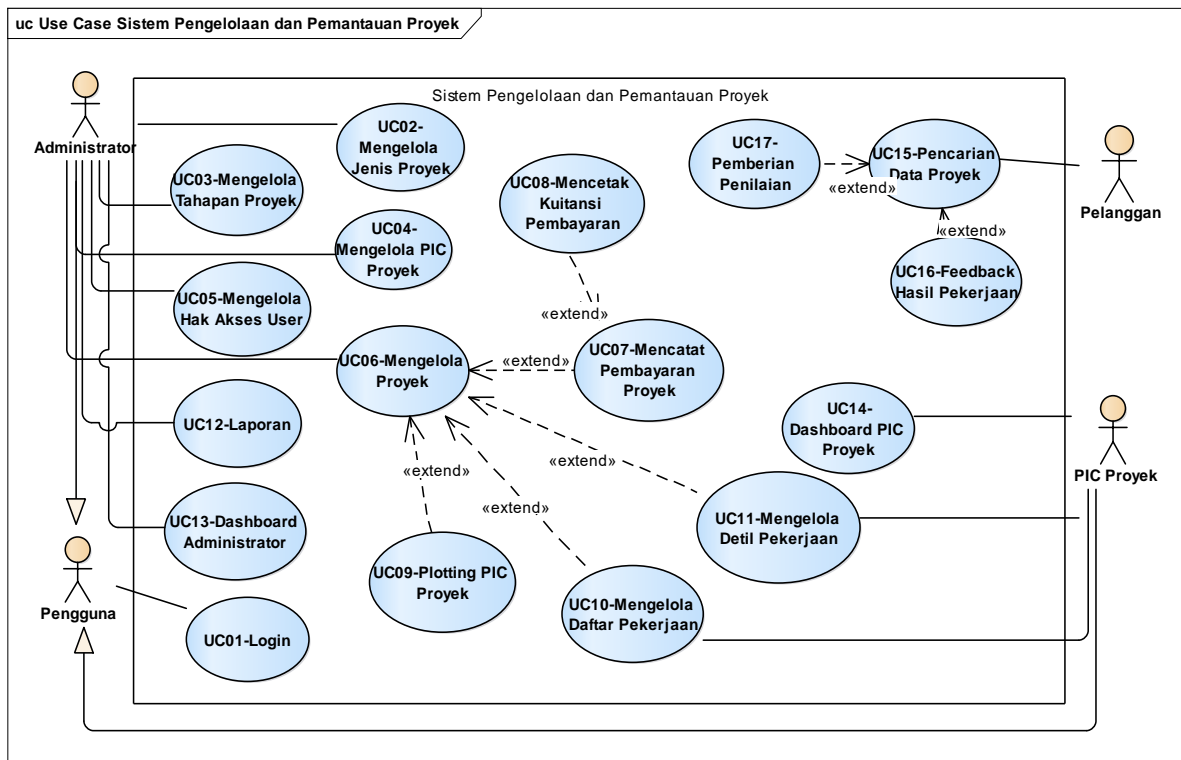 uc Use Case Sistem Pengelolaan dan Pemantauan Proyek
Sistem Pengelolaan dan Pemantauan Proyek
Administrator
UC02-
Mengelola
Jenis Proyek
UC03-Mengelola
Tahapan Proyek
UC04-
Mengelola PIC
Proyek
UC05-Mengelola
Hak Akses User
UC06-Mengelola
Proyek
UC12-Laporan
UC13-Dashboard
Administrator
Pengguna
UC01-Login
UC08-Mencetak
Kuitansi
Pembayaran
«extend»
UC07-Mencatat
Pembayaran
Proyek
«extend»
«extend»
«extend»
«extend»
UC09-Plotting PIC
Proyek
UC10-Mengelola
Daftar Pekerjaan
UC11-Mengelola
Detil Pekerjaan
UC14-
Dashboard PIC
Proyek
PIC Proyek
UC17-
Pemberian
Penilaian
«extend»
UC15-Pencarian
Data Proyek
«extend»
UC16-Feedback
Hasil Pekerjaan
Pelanggan